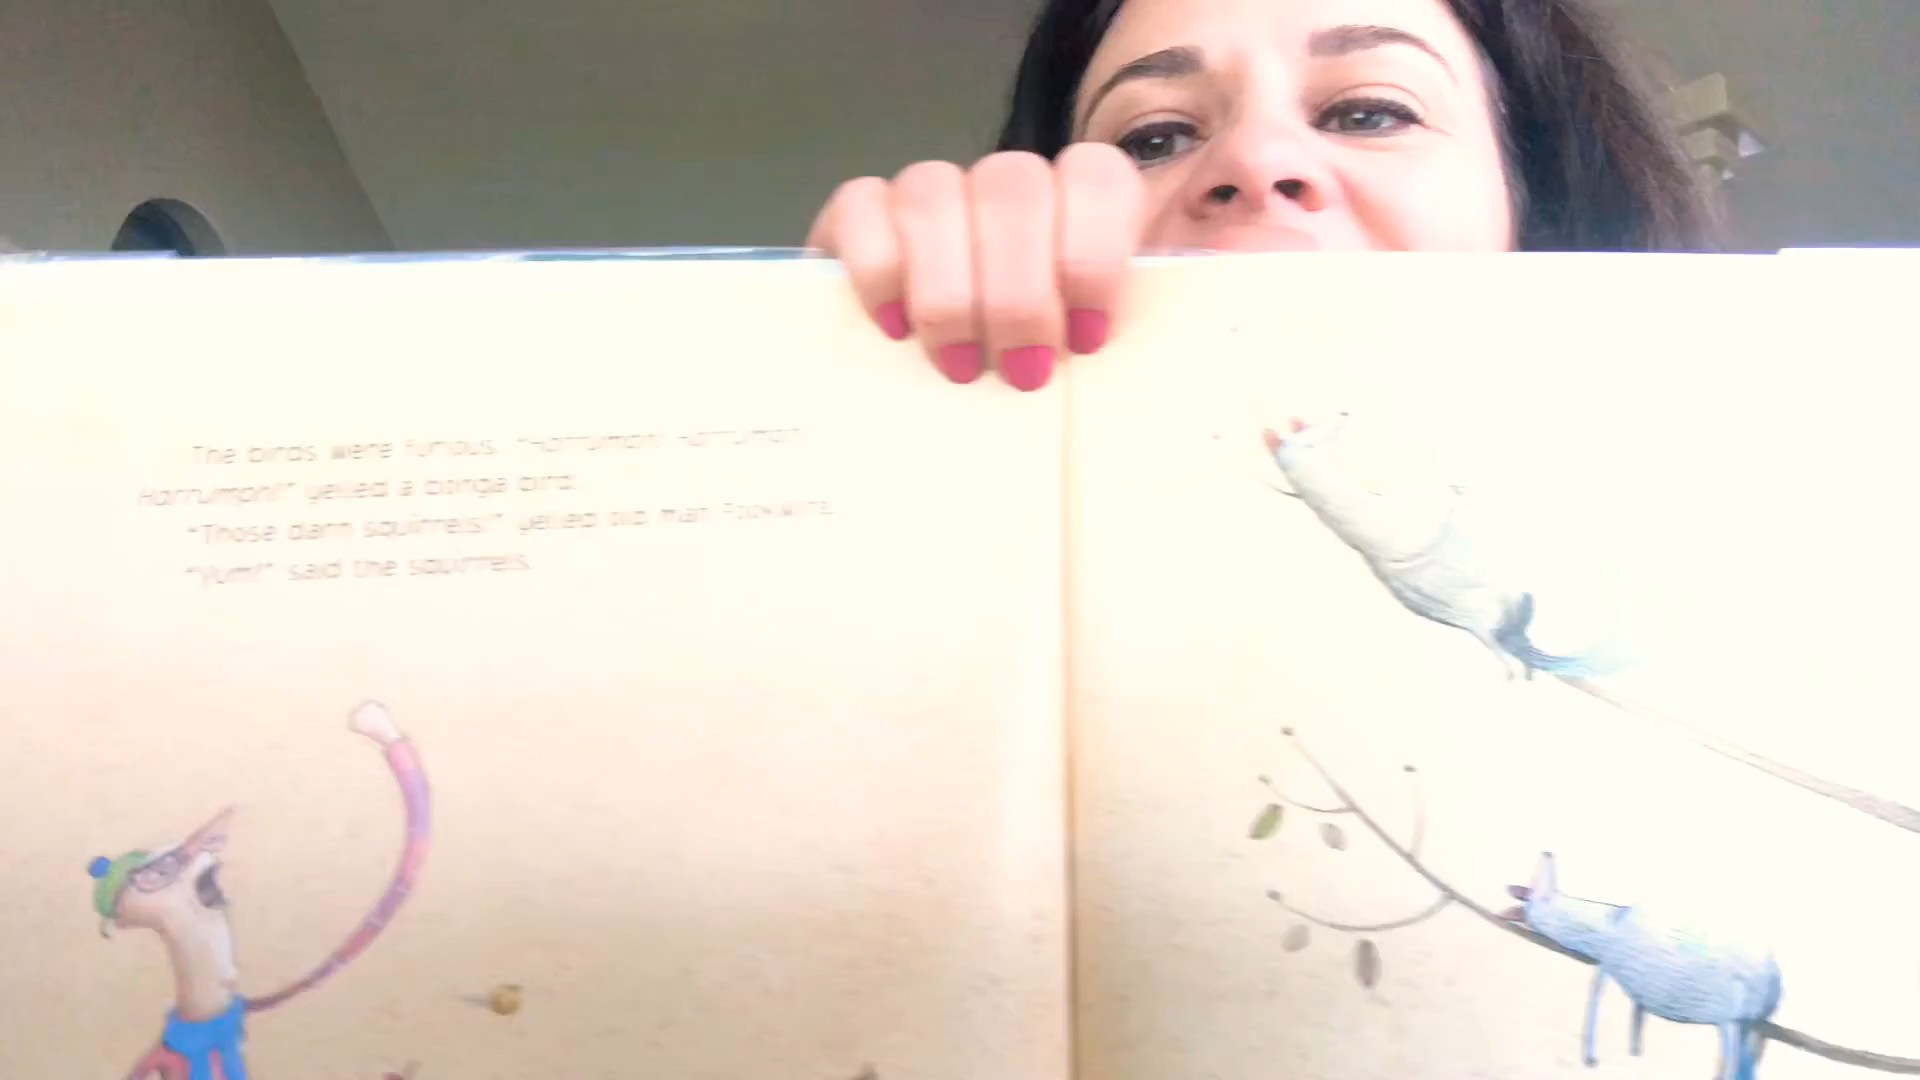 The birds were furious. "Harrumph! Harrumph!
Harrumph!" yelled a bonga bird.
"Those darn squirrels!" yelled old man Fookwire.
"Yum!" said the squirrels.